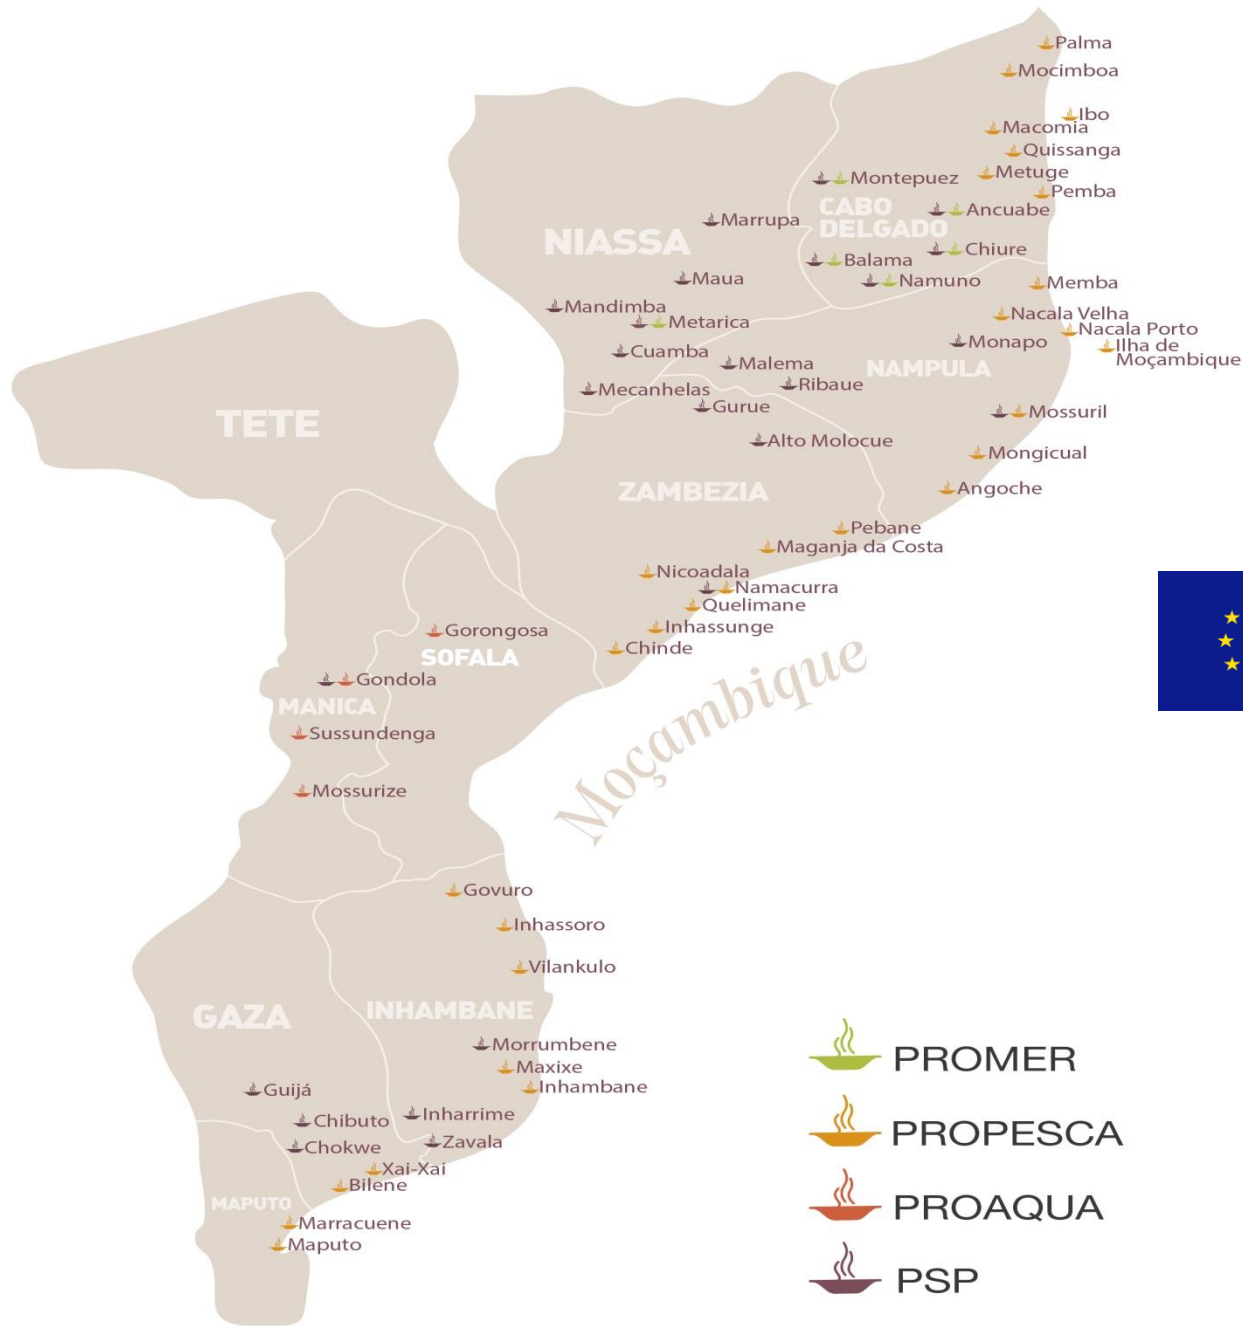 Palma
Mocimboa
Ibo
Macomia
Quissanga
Metuge
Montepuez
Pemba
CABO
DELGADO
Ancuabe
Marrupa
NIASSA
Chiure
Balama
Maua
Namuno
Memba
Mandimba
Nacala Velha
Metarica
Nacala Porto
Monapo
Ilha de
Moçambique
Cuamba
Malema
NAMPULA
Ribaue
Mecanhelas
Gurue
Mossuril
TETE
Alto Molocue
Mongicual
ZAMBEZIA
Angoche
Pebane
Maganja da Costa
Nicoadala
Namacurra
Quelimane
Inhassunge
Gorongosa
Chinde
SOFALA
Gondola
MANICA
Moçambique
Sussundenga
Mossurize
Govuro
Inhassoro
Vilankulo
GAZA
INHAMBANE
Morrumbene
Maxixe
Inhambane
Guijá
Inharrime
Chibuto
Zavala
Chokwe
Xai-Xai
Bilene
MAPUTO
Marracuene
Maputo
PROMER
PROPESCA
PROAQUA
PSP